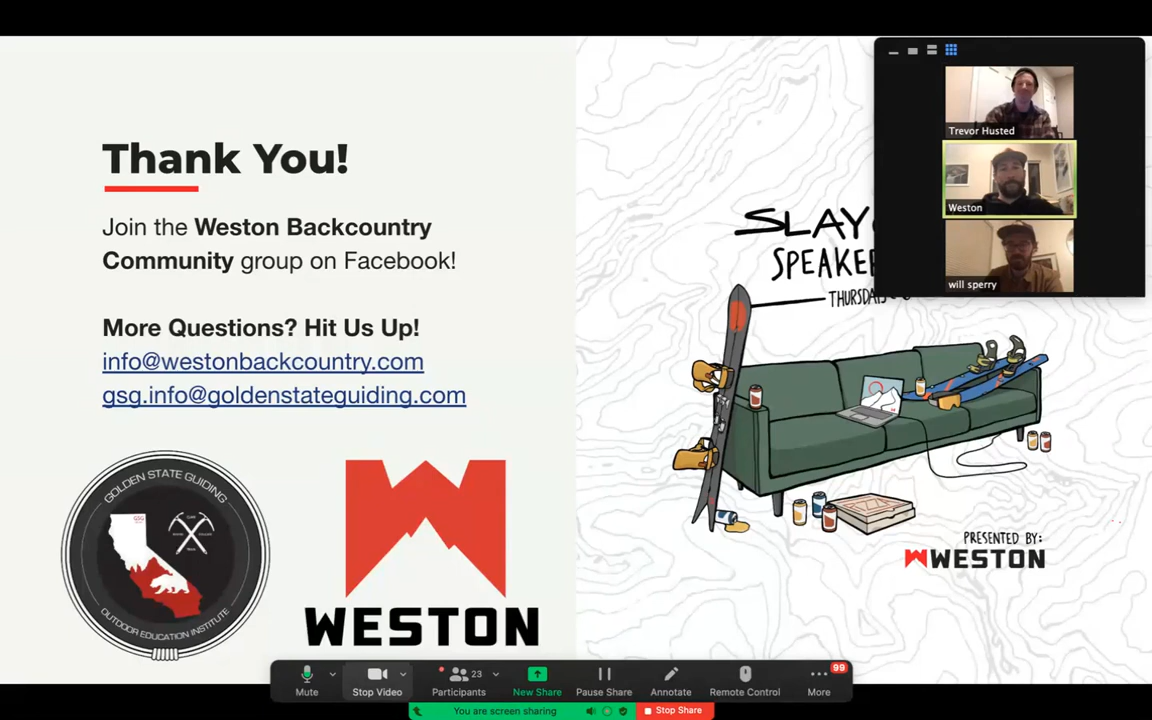 Thank You!
Join the Weston Backcountry
Community group on Facebook!
More Questions? Hit Us Up!
info@westonbackcountry.com
gsg.info@goldenstateguiding.com
GOLDEN STATE GUIDING
GSG
OUTDOOR EDUCATION INSTITUTE
WESTON
SLAY
SPEAKE
THURSDAY
PRESENTED BY:
WESTON
Trevor Husted
Weston
will sperry
Mute
Stop Video
23
Participants
New Share
Pause Share
Annotate
Remote Control
99
More
You are screen sharing
Stop Share